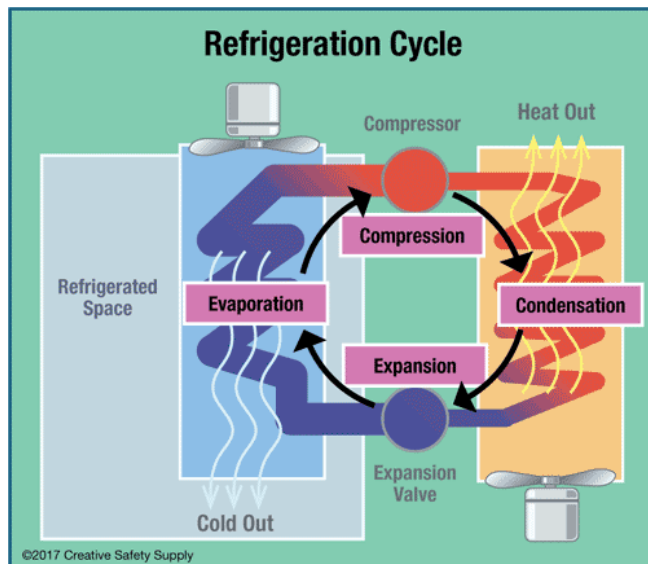 Refrigeration Cycle
Compressor
Heat Out
Compression
Refrigerated
Space
Evaporation
Condensation
Expansion
Expansion
Valve
Cold Out
©2017 Creative Safety Supply